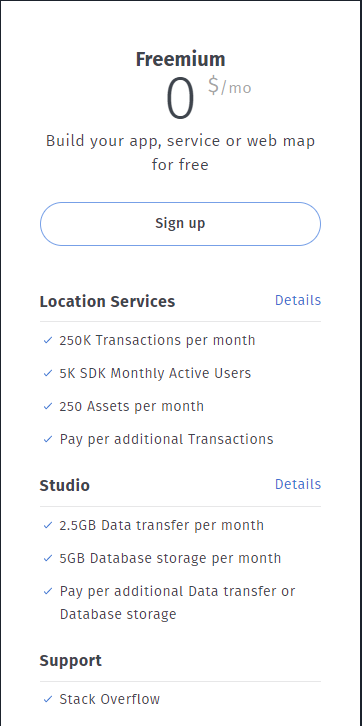 Freemium
0 $/mo
Build your app, service or web map
for free
Sign up
Location Services Details
250K Transactions per month
5K SDK Monthly Active Users
250 Assets per month
Pay per additional Transactions
Studio Details
2.5GB Data transfer per month
5GB Database storage per month
Pay per additional Data transfer or
Database storage
Support
Stack Overflow